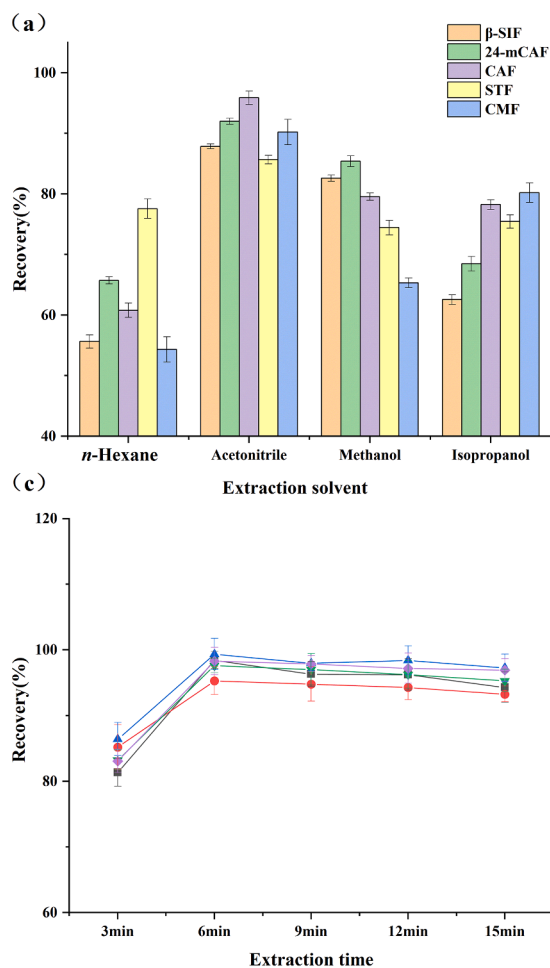 (a)
β-SIF
24-mCAF
CAF
STF
CMF
100
80
60
40
Recovery(%)
n-Hexane Acetonitrile Methanol Isopropanol
Extraction solvent
(c)
120
100
80
60
Recovery(%)
3min 6min 9min 12min 15min
Extraction time